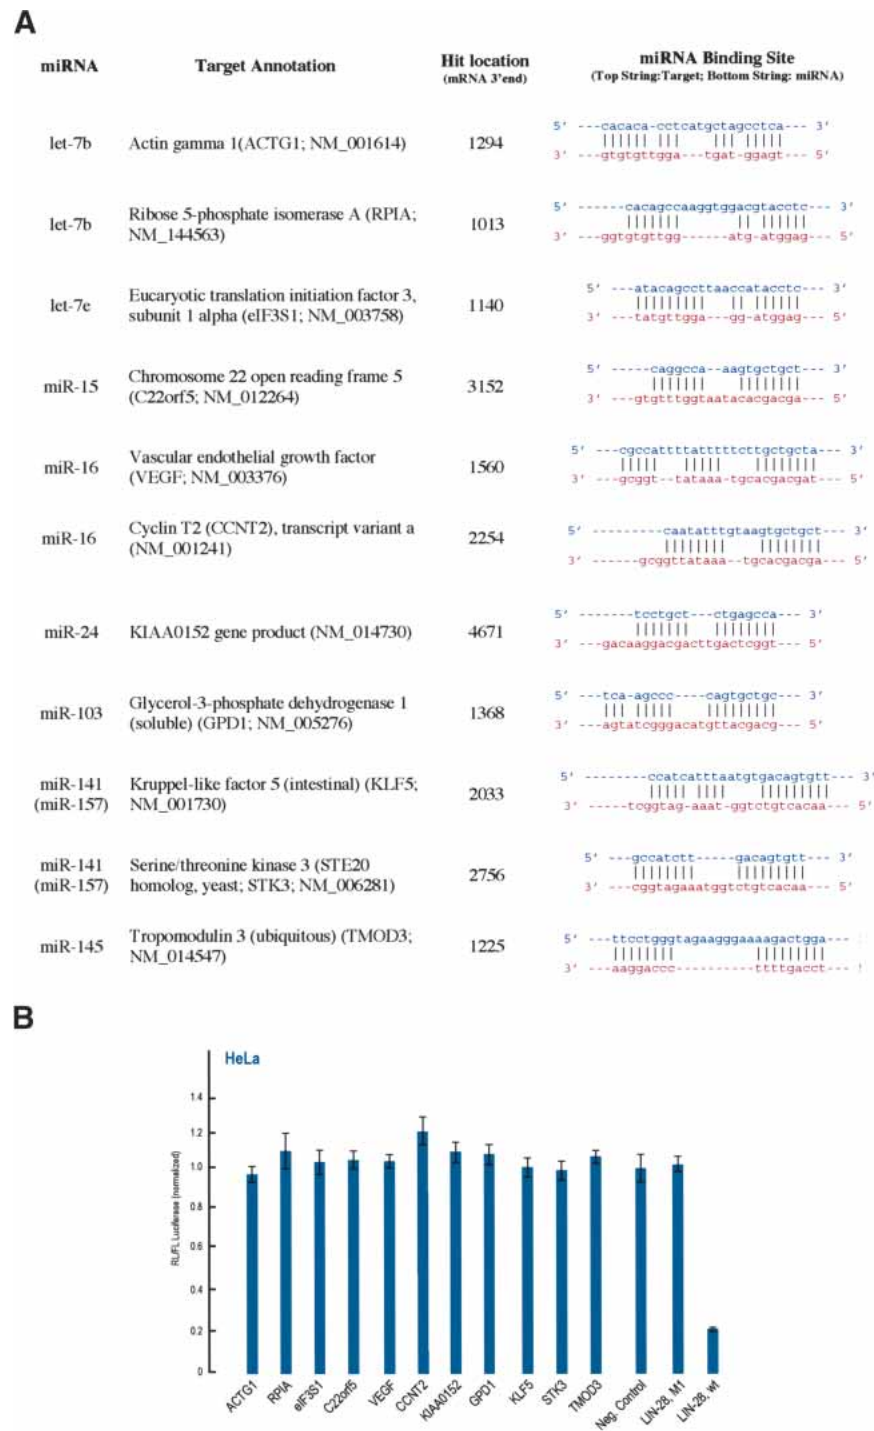 A
miRNA Target Annotation Hit location (mRNA 3'end) miRNA Binding Site (Top String:Target; Bottom String: miRNA)
let-7b Actin gamma 1(ACTG1; NM_001614) 1294
5' ---cacaca-cctcatgctagcctca--- 3'
3' ---gtgtgttgga---tgat-ggagt--- 5'
let-7b Ribose 5-phosphate isomerase A (RPIA; NM_144563) 1013
5' ------cacagccaaggtggacgtacctc--- 3'
3' ---ggtgtgttgg------atg-atggag--- 5'
let-7e Eucaryotic translation initiation factor 3, subunit 1 alpha (eIF3S1; NM_003758) 1140
5' ---atacagccttaaccatacctc--- 3'
3' ---tatgttgga---gg-atggag--- 5'
miR-15 Chromosome 22 open reading frame 5 (C22orf5; NM_012264) 3152
5' -----caggcca--aagtgctgct--- 3'
3' ---gtgtttggtaatacacgacga--- 5'
miR-16 Vascular endothelial growth factor (VEGF; NM_003376) 1560
5' ---cgccattttatttttcttgctgcta--- 3'
3' ---gcggt--tataaa-tgcacgacgat--- 5'
miR-16 Cyclin T2 (CCNT2), transcript variant a (NM_001241) 2254
5' ---------caatatttgtaagtgctgct--- 3'
3' ------gcggttataaa--tgcacgacga--- 5'
miR-24 KIAA0152 gene product (NM_014730) 4671
5' -------tcctgct---ctgagcca--- 3'
3' ---gacaaggacgacttgactcggt--- 5'
miR-103 Glycerol-3-phosphate dehydrogenase 1 (soluble) (GPD1; NM_005276) 1368
5' ---tca-agccc----cagtgctgc--- 3'
3' ---agtatcgggacatgttacgacg--- 5'
miR-141 (miR-157) Kruppel-like factor 5 (intestinal) (KLF5; NM_001730) 2033
5' --------ccatcatttaatgtgacagtgtt--- 3'
3' -----tcggtag-aaat-ggtctgtcacaa--- 5'
miR-141 (miR-157) Serine/threonine kinase 3 (STE20 homolog, yeast; STK3; NM_006281) 2756
5' ---gccatctt-----gacagtgtt--- 3'
3' ---cggtagaaatggtctgtcacaa--- 5'
miR-145 Tropomodulin 3 (ubiquitous) (TMOD3; NM_014547) 1225
5' ---ttcctgggtagaagggaaaagactgga---
3' ---aaggaccc----------ttttgacct---
B
HeLa
RL/FL Luciferase (normalized)
1.4
1.2
1.0
0.8
0.6
0.4
0.2
0
ACTG1 RPIA eIF3S1 C22orf5 VEGF CCNT2 KIAA0152 GPD1 KLF5 STK3 TMOD3 Neg. Control LIN-28, M1 LIN-28, wt